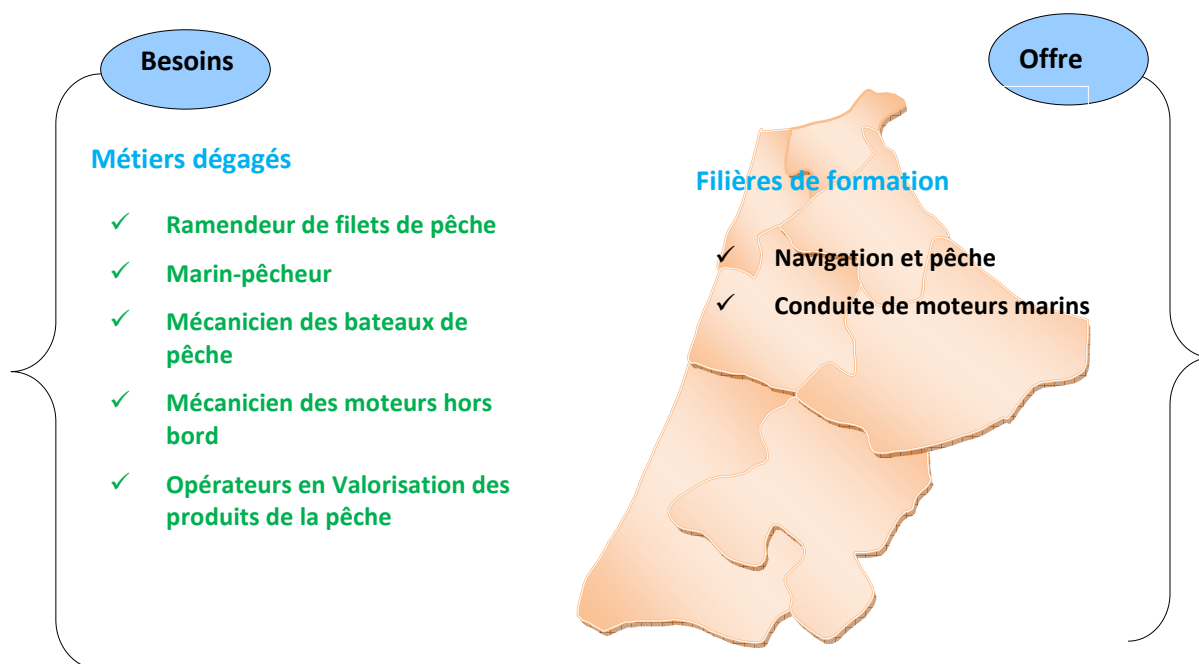 Besoins
Offre
Métiers dégagés
✓ Ramendeur de filets de pêche
✓ Marin-pêcheur
✓ Mécanicien des bateaux de
pêche
✓ Mécanicien des moteurs hors
bord
✓ Opérateurs en Valorisation des
produits de la pêche
Filières de formation
✓ Navigation et pêche
✓ Conduite de moteurs marins